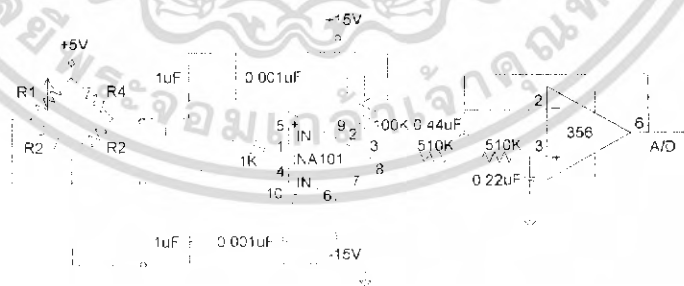 +15V
+5V
1uF
0.001uF
R1
R4
R2
R2
5
+
IN
9
2
100K
0.44uF
1
3
510K
510K
1K
INA101
4
IN
7
8
10
6
2
−
356
6
3
+
A/D
0.22uF
1uF
0.001uF
-15V